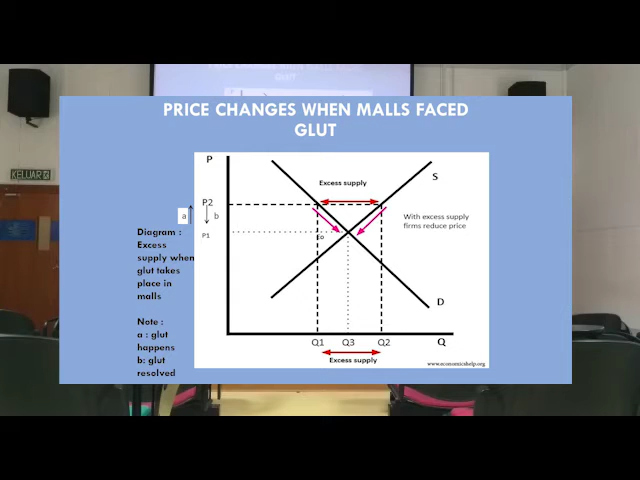 PRICE CHANGES WHEN MALLS FACED
GLUT
KELUAR
P
Excess supply
S
P2
a
b
With excess supply
firms reduce price
P1
Diagram :
Excess
supply when
glut takes
place in
malls
D
Note :
a : glut
happens
b: glut
resolved
Q1 Q3 Q2 Q
Excess supply
www.economicshelp.org